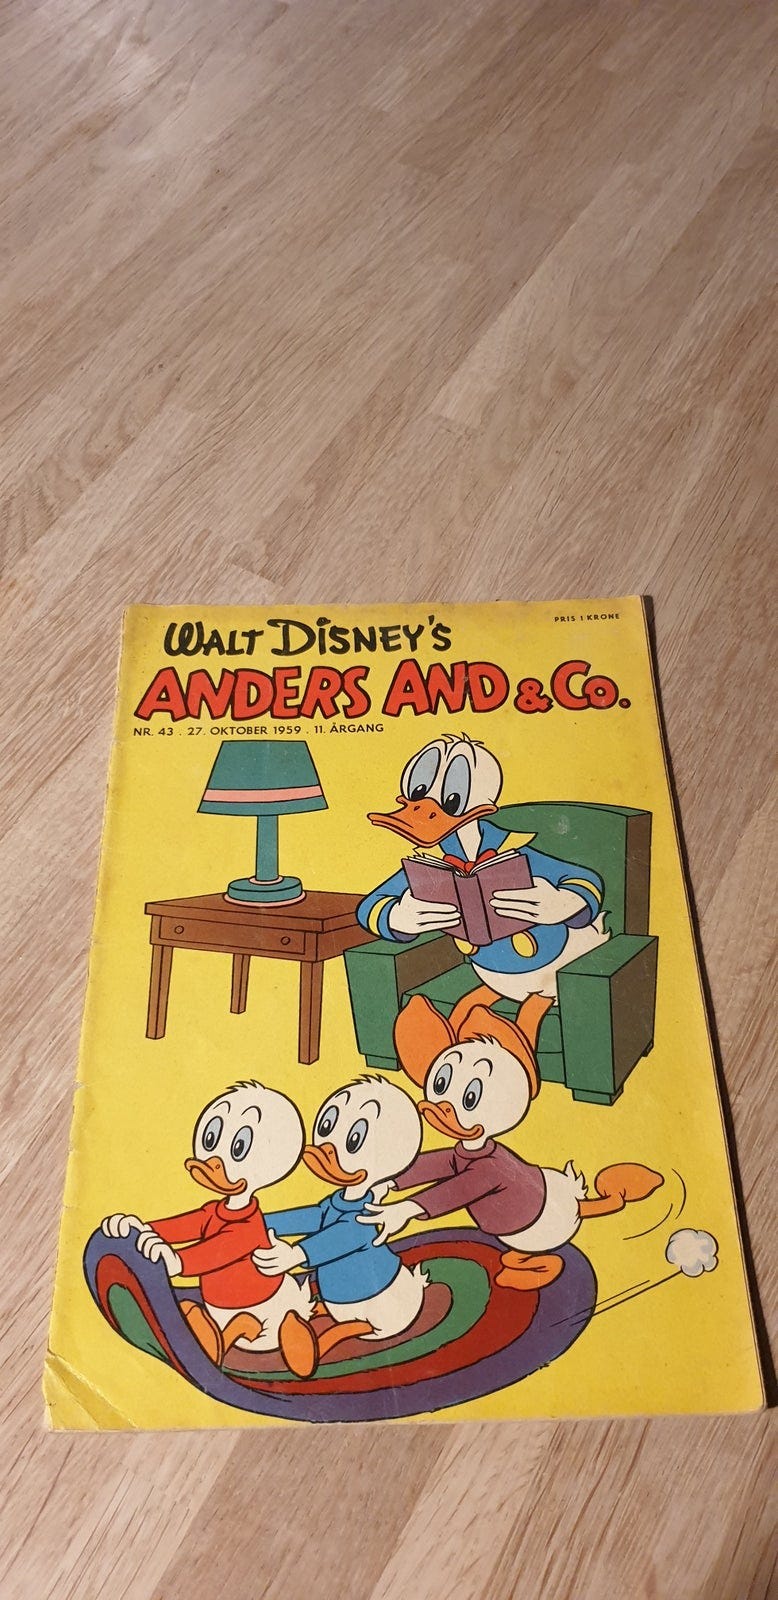 PRIS 1 KRONE
WALT DISNEY'S
ANDERS AND & CO.
NR. 43 . 27. OKTOBER 1959 . 11. ÅRGANG